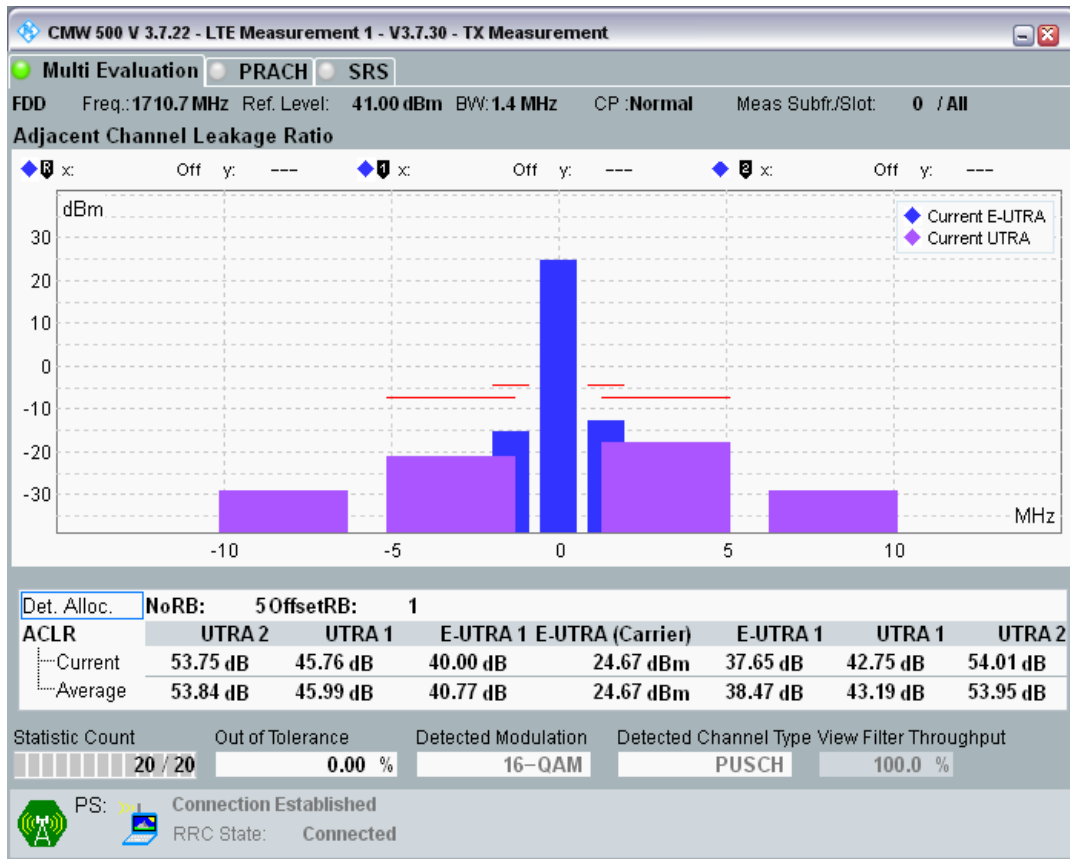 CMW 500 V 3.7.22 - LTE Measurement 1 - V3.7.30 - TX Measurement
Multi Evaluation PRACH SRS
FDD Freq.: 1710.7 MHz Ref. Level: 41.00 dBm BW: 1.4 MHz CP : Normal Meas Subfr./Slot: 0 / All
Adjacent Channel Leakage Ratio
R x: Off y: --- 1 x: Off y: --- 2 x: Off y: ---
dBm
Current E-UTRA
Current UTRA
30
20
10
0
-10
-20
-30
MHz
-10 -5 0 5 10
Det. Alloc. NoRB: 5 OffsetRB: 1
ACLR UTRA 2 UTRA 1 E-UTRA 1 E-UTRA (Carrier) E-UTRA 1 UTRA 1 UTRA 2
Current 53.75 dB 45.76 dB 40.00 dB 24.67 dBm 37.65 dB 42.75 dB 54.01 dB
Average 53.84 dB 45.99 dB 40.77 dB 24.67 dBm 38.47 dB 43.19 dB 53.95 dB
Statistic Count Out of Tolerance Detected Modulation Detected Channel Type View Filter Throughput
20 / 20 0.00 % 16-QAM PUSCH 100.0 %
PS: Connection Established
RRC State: Connected